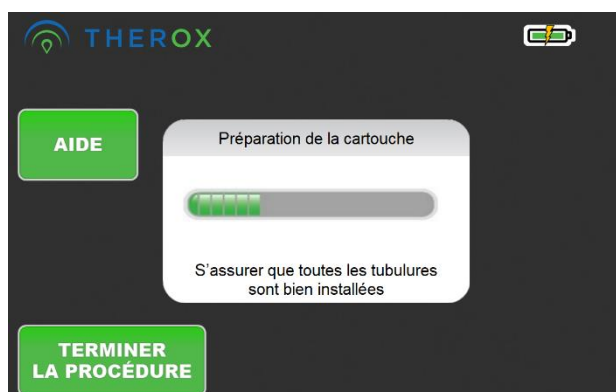 THEROX
AIDE
Préparation de la cartouche
S'assurer que toutes les tubulures
sont bien installées
TERMINER
LA PROCÉDURE